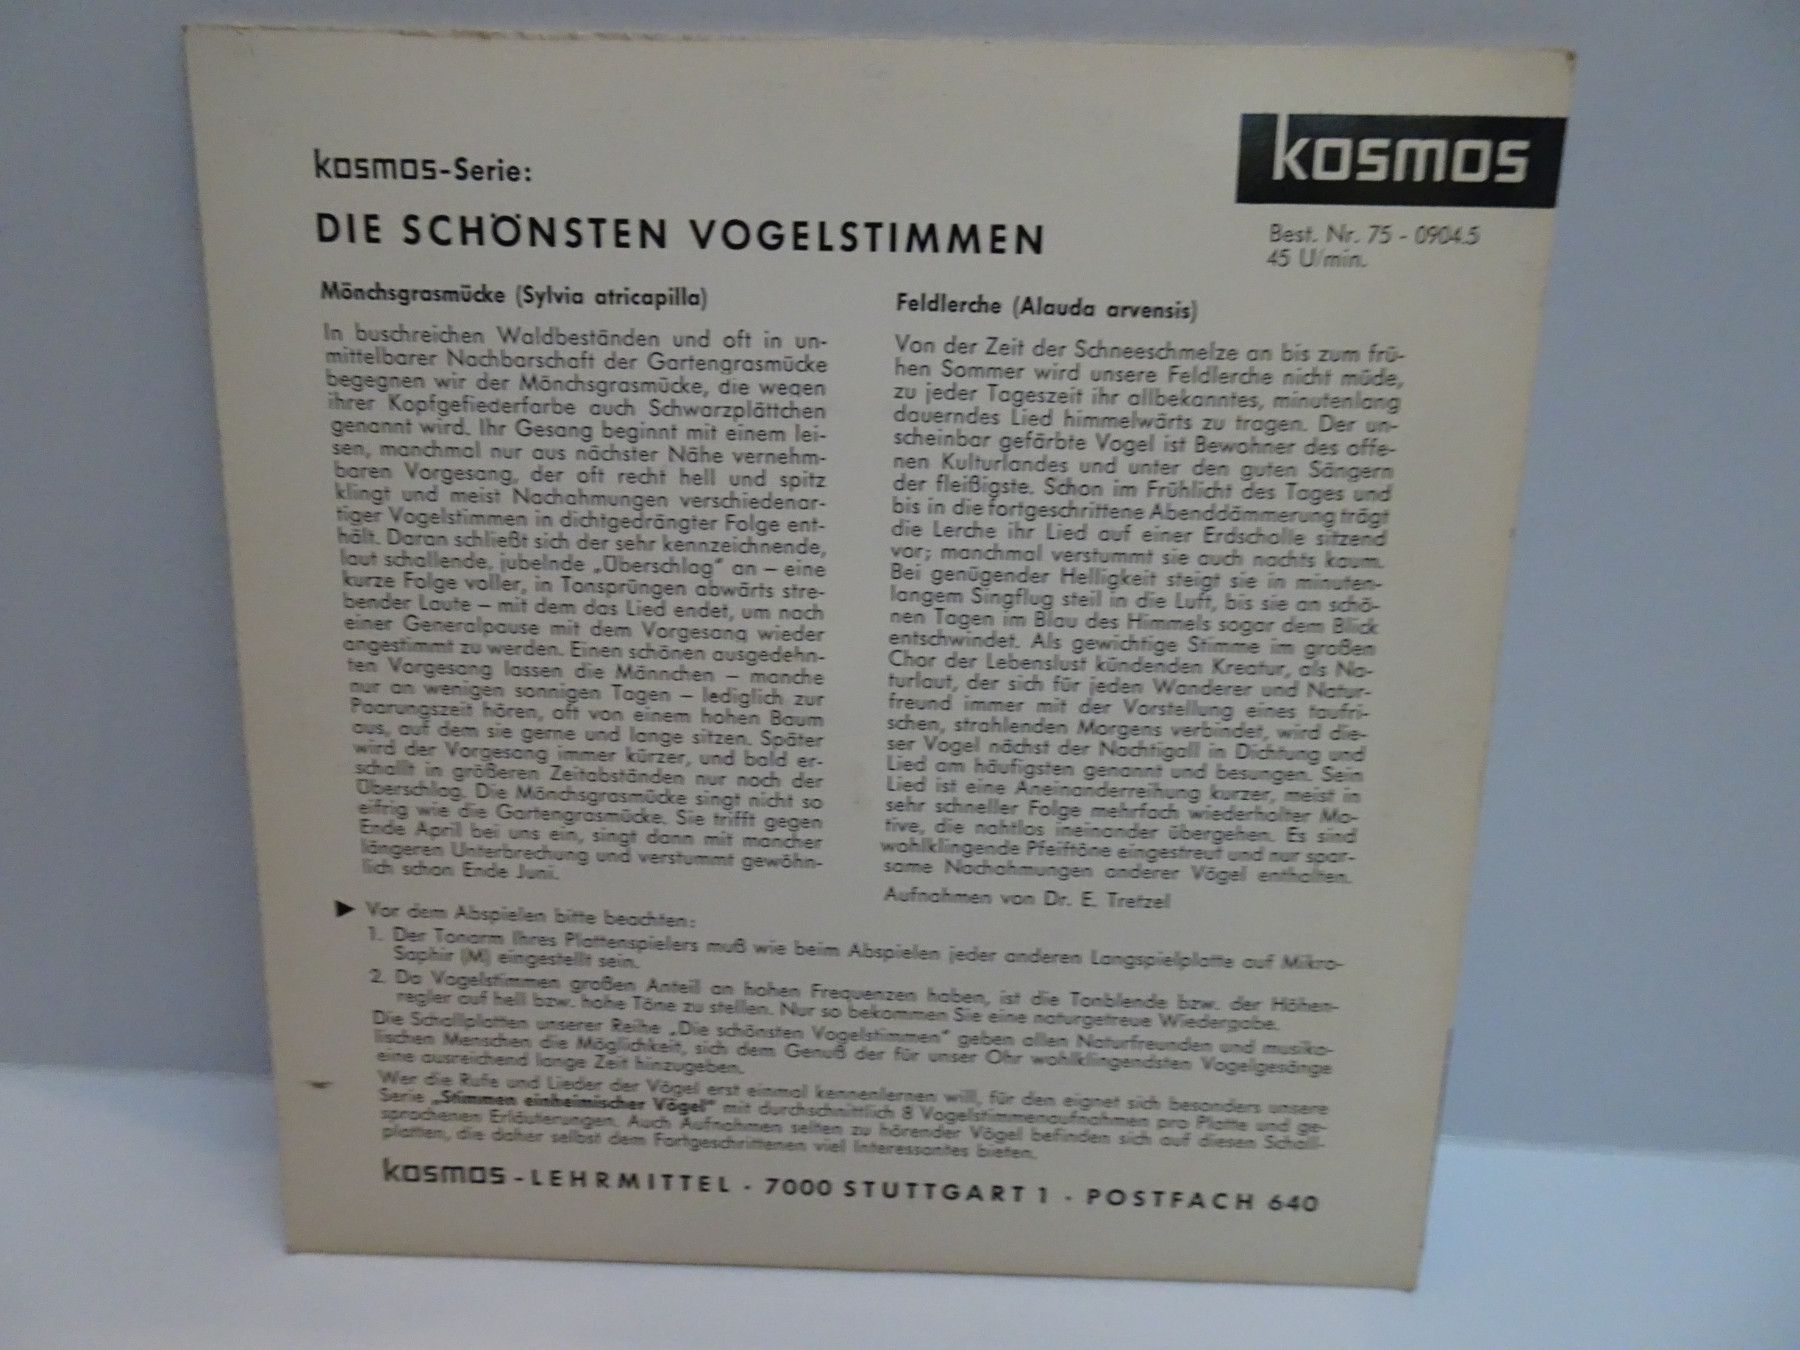 kosmos
kosmos-Serie:
DIE SCHÖNSTEN VOGELSTIMMEN
Best. Nr. 75 - 0904.5
45 U/min.
Mönchsgrasmücke (Sylvia atricapilla)
In buschreichen Waldbeständen und oft in un-
mittelbarer Nachbarschaft der Gartengrasmücke
begegnen wir der Mönchsgrasmücke, die wegen
ihrer Kopfgefiederfarbe auch Schwarzplättchen
genannt wird. Ihr Gesang beginnt mit einem lei-
sen, manchmal nur aus nächster Nähe vernehm-
baren Vorgesang, der oft recht hell und spitz
klingt und meist Nachahmungen verschiedenar-
tiger Vogelstimmen in dichtgedrängter Folge ent-
hält. Daran schließt sich der sehr kennzeichnende,
laut schallende, jubelnde „Überschlag" an – eine
kurze Folge voller, in Tonsprüngen abwärts stre-
bender Laute – mit dem das Lied endet, um nach
einer Generalpause mit dem Vorgesang wieder
angestimmt zu werden. Einen schönen ausgedehn-
ten Vorgesang lassen die Männchen – manche
nur an wenigen sonnigen Tagen – lediglich zur
Paarungszeit hören, oft von einem hohen Baum
aus, auf dem sie gerne und lange sitzen. Später
wird der Vorgesang immer kürzer, und bald er-
schallt in größeren Zeitabständen nur noch der
Überschlag. Die Mönchsgrasmücke singt nicht so
eifrig wie die Gartengrasmücke. Sie trifft gegen
Ende April bei uns ein, singt dann mit mancher
längeren Unterbrechung und verstummt gewöhn-
lich schon Ende Juni.
Feldlerche (Alauda arvensis)
Von der Zeit der Schneeschmelze an bis zum frü-
hen Sommer wird unsere Feldlerche nicht müde,
zu jeder Tageszeit ihr allbekanntes, minutenlang
dauerndes Lied himmelwärts zu tragen. Der un-
scheinbar gefärbte Vogel ist Bewohner des offe-
nen Kulturlandes und unter den guten Sängern
der fleißigste. Schon im Frühlicht des Tages und
bis in die fortgeschrittene Abenddämmerung trägt
die Lerche ihr Lied auf einer Erdscholle sitzend
vor; manchmal verstummt sie auch nachts kaum.
Bei genügender Helligkeit steigt sie in minuten-
langem Singflug steil in die Luft, bis sie an schö-
nen Tagen im Blau des Himmels sogar dem Blick
entschwindet. Als gewichtige Stimme im großen
Chor der Lebenslust kündenden Kreatur, als Na-
turlaut, der sich für jeden Wanderer und Natur-
freund immer mit der Vorstellung eines taufri-
schen, strahlenden Morgens verbindet, wird die-
ser Vogel nächst der Nachtigall in Dichtung und
Lied am häufigsten genannt und besungen. Sein
Lied ist eine Aneinanderreihung kurzer, meist in
sehr schneller Folge mehrfach wiederholter Mo-
tive, die nahtlos ineinander übergehen. Es sind
wohlklingende Pfeiftöne eingestreut und nur spar-
same Nachahmungen anderer Vögel enthalten.
Aufnahmen von Dr. E. Tretzel
▶ Vor dem Abspielen bitte beachten:
1. Der Tonarm Ihres Plattenspielers muß wie beim Abspielen jeder anderen Langspielplatte auf Mikro-
Saphir (M) eingestellt sein.
2. Da Vogelstimmen großen Anteil an hohen Frequenzen haben, ist die Tonblende bzw. der Höhen-
regler auf hell bzw. hohe Töne zu stellen. Nur so bekommen Sie eine naturgetreue Wiedergabe.
Die Schallplatten unserer Reihe „Die schönsten Vogelstimmen" geben allen Naturfreunden und musika-
lischen Menschen die Möglichkeit, sich dem Genuß der für unser Ohr wohlklingendsten Vogelgesänge
eine ausreichend lange Zeit hinzugeben.
Wer die Rufe und Lieder der Vögel erst einmal kennenlernen will, für den eignet sich besonders unsere
Serie „Stimmen einheimischer Vögel" mit durchschnittlich 8 Vogelstimmenaufnahmen pro Platte und ge-
sprochenen Erläuterungen. Auch Aufnahmen selten zu hörender Vögel befinden sich auf diesen Schall-
platten, die daher selbst dem Fortgeschrittenen viel Interessantes bieten.
kosmos - LEHRMITTEL · 7000 STUTTGART 1 · POSTFACH 640